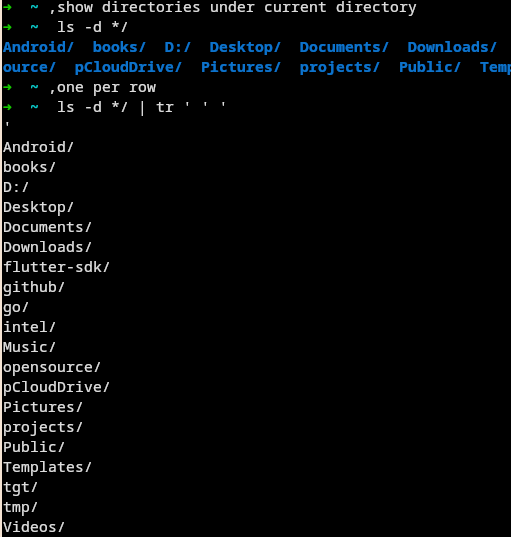 ➜  ~ ,show directories under current directory
➜  ~  ls -d */
Android/  books/  D:/  Desktop/  Documents/  Downloads/
ource/  pCloudDrive/  Pictures/  projects/  Public/  Temp
➜  ~ ,one per row
➜  ~  ls -d */ | tr ' ' '
'
Android/
books/
D:/
Desktop/
Documents/
Downloads/
flutter-sdk/
github/
go/
intel/
Music/
opensource/
pCloudDrive/
Pictures/
projects/
Public/
Templates/
tgt/
tmp/
Videos/